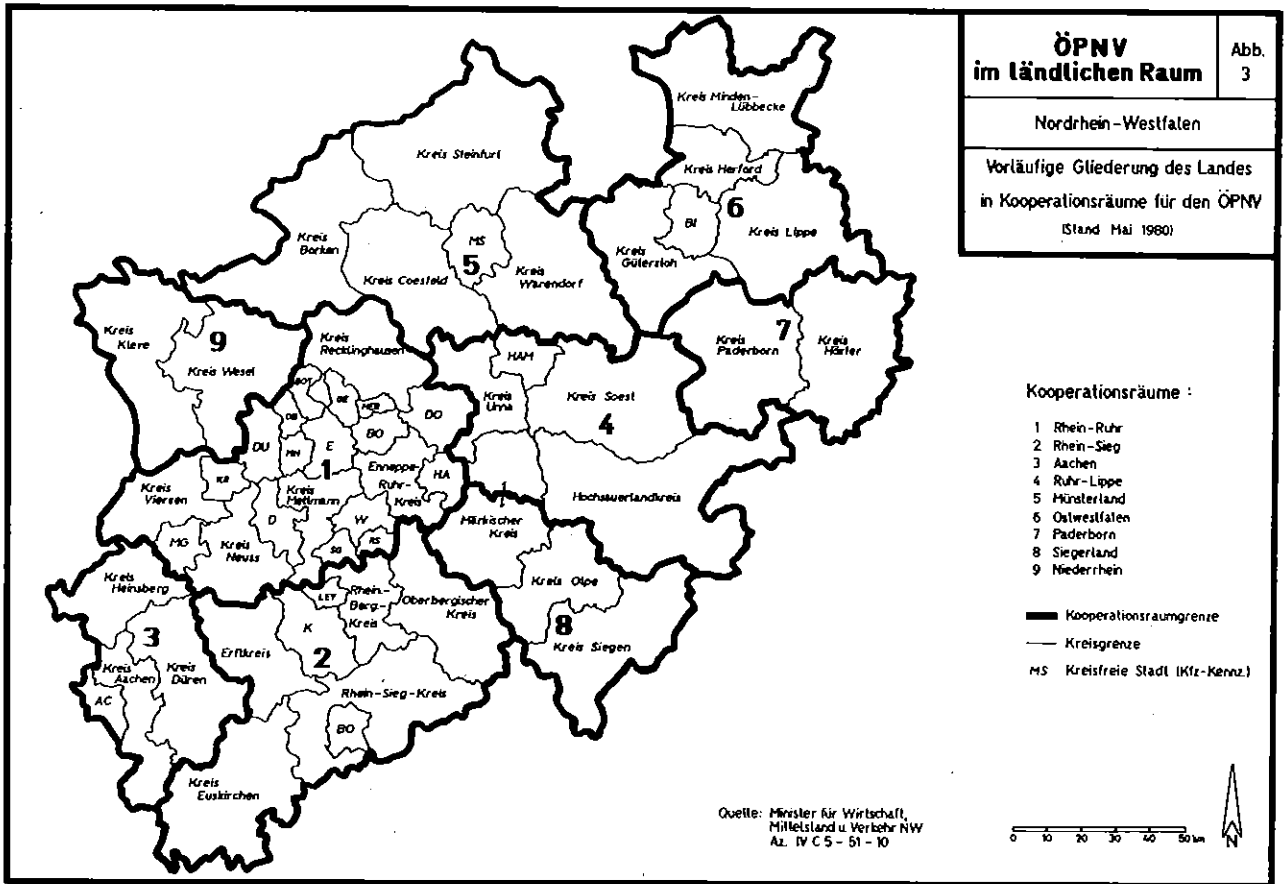 ÖPNV
im ländlichen Raum
Abb.
3
Nordrhein-Westfalen
Vorläufige Gliederung des Landes
in Kooperationsräume für den ÖPNV
(Stand Mai 1980)
Kreis Minden-
Lübbecke
Kreis Steinfurt
Kreis Herford
6
BI
Kreis Lippe
Kreis
Gütersloh
Kreis
Borken
MS
5
Kreis Coesfeld
Kreis
Warendorf
Kreis
Kleve
9
Kreis Wesel
Kreis
Recklinghausen
7
Kreis
Paderborn
Kreis
Höxter
HAM
Kreis
Unna
Kreis Soest
4
BOT
GE
HER
DO
OB
BO
DU
MH
E
1
Ennepe-
Ruhr-
Kreis
HA
Hochsauerlandkreis
KR
Kreis
Viersen
Kreis
Mettmann
D
W
Märkischer
Kreis
MG
Kreis
Neuss
SG
RS
Kreis
Heinsberg
LEV
Rhein.-
Berg.-
Kreis
Oberbergischer
Kreis
Kreis Olpe
8
Kreis Siegen
3
Erftkreis
K
2
Kreis
Aachen
Kreis
Düren
AC
Rhein-Sieg-Kreis
BO
Kreis
Euskirchen
Kooperationsräume :
1 Rhein-Ruhr
2 Rhein-Sieg
3 Aachen
4 Ruhr-Lippe
5 Münsterland
6 Ostwestfalen
7 Paderborn
8 Siegerland
9 Niederrhein
Kooperationsraumgrenze
Kreisgrenze
MS Kreisfreie Stadt (Kfz-Kennz.)
Quelle: Minister für Wirtschaft,
Mittelstand u. Verkehr NW
Az. IV C 5 - 51 - 10
0 10 20 30 40 50 km
N